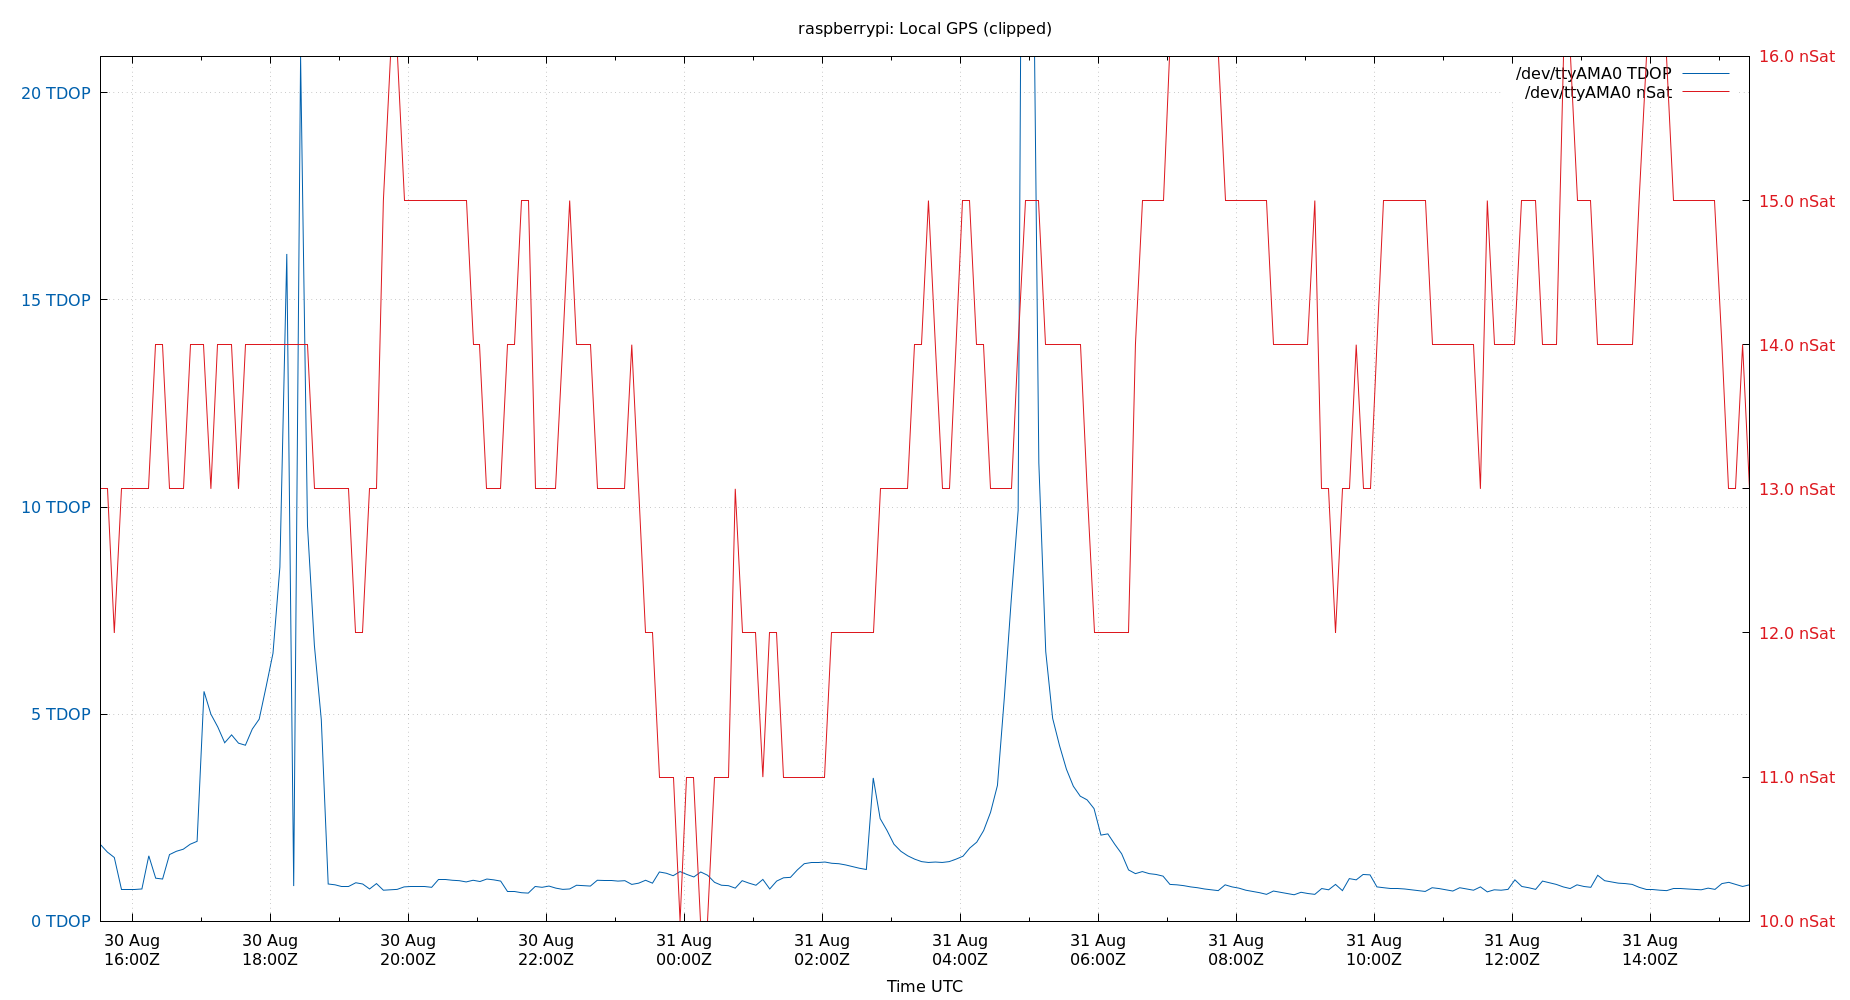 raspberrypi: Local GPS (clipped)
/dev/ttyAMA0 TDOP
/dev/ttyAMA0 nSat
20 TDOP
15 TDOP
10 TDOP
5 TDOP
0 TDOP
16.0 nSat
15.0 nSat
14.0 nSat
13.0 nSat
12.0 nSat
11.0 nSat
10.0 nSat
30 Aug 30 Aug 30 Aug 30 Aug 31 Aug 31 Aug 31 Aug 31 Aug 31 Aug 31 Aug 31 Aug 31 Aug
16:00Z 18:00Z 20:00Z 22:00Z 00:00Z 02:00Z 04:00Z 06:00Z 08:00Z 10:00Z 12:00Z 14:00Z
Time UTC